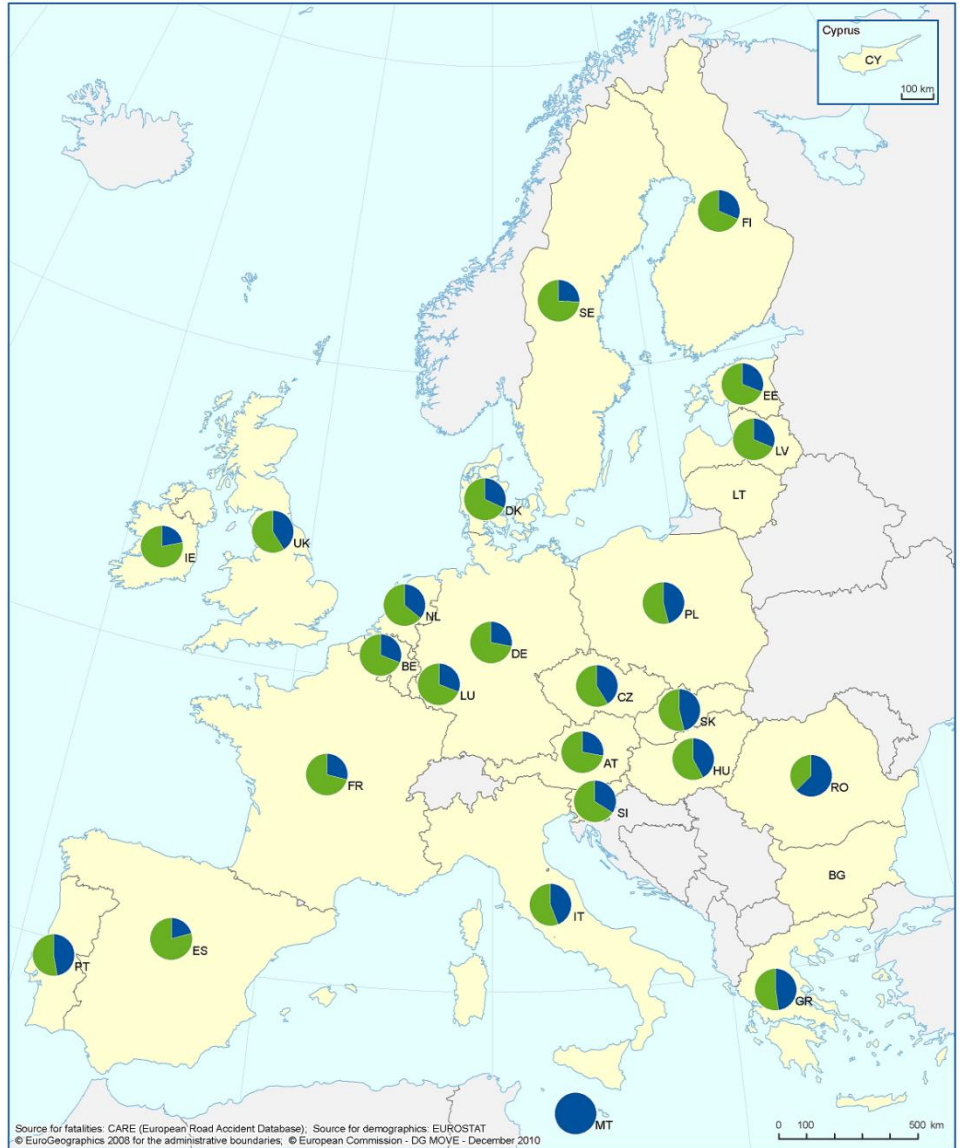 Cyprus
CY
100 km
FI
SE
EE
LV
LT
DK
IE
UK
NL
PL
DE
BE
LU
CZ
SK
AT
HU
FR
RO
SI
BG
IT
ES
PT
GR
MT
Source for fatalities: CARE (European Road Accident Database); Source for demographics: EUROSTAT
© EuroGeographics 2008 for the administrative boundaries; © European Commission - DG MOVE - December 2010
0 100 500 km